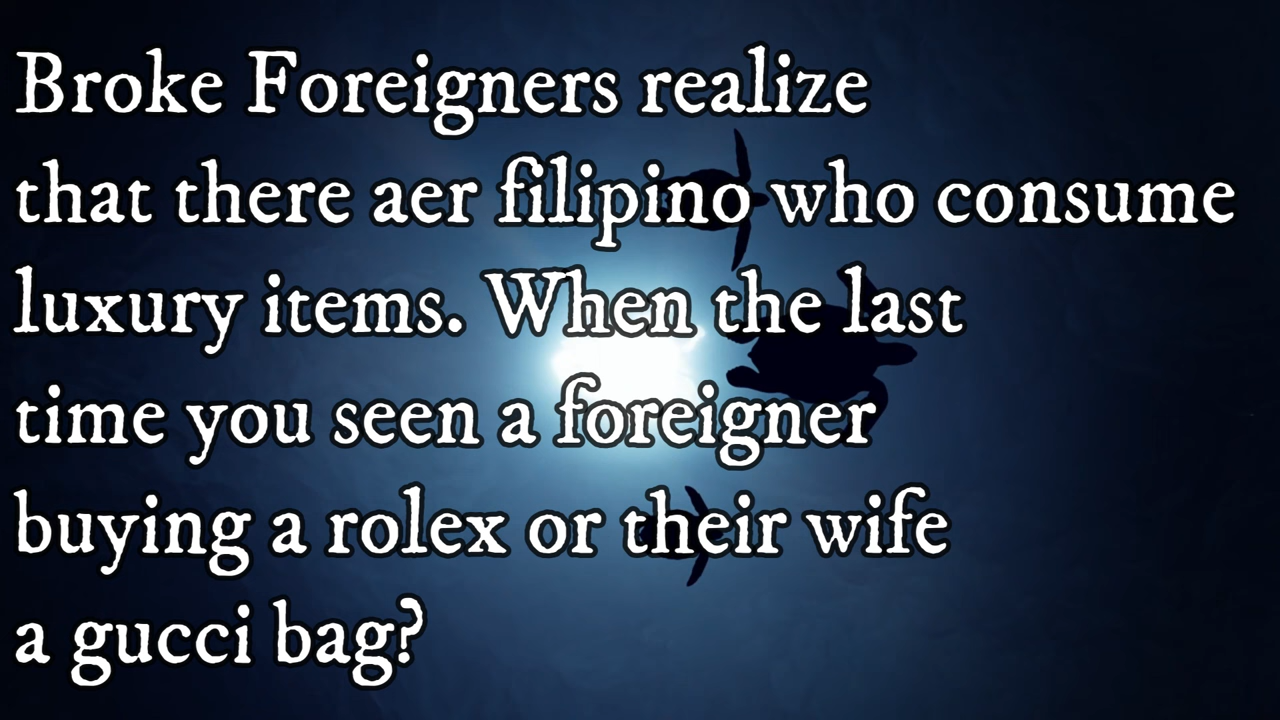 Broke Foreigners realize
that there aer filipino who consume
luxury items. When the last
time you seen a foreigner
buying a rolex or their wife
a gucci bag?